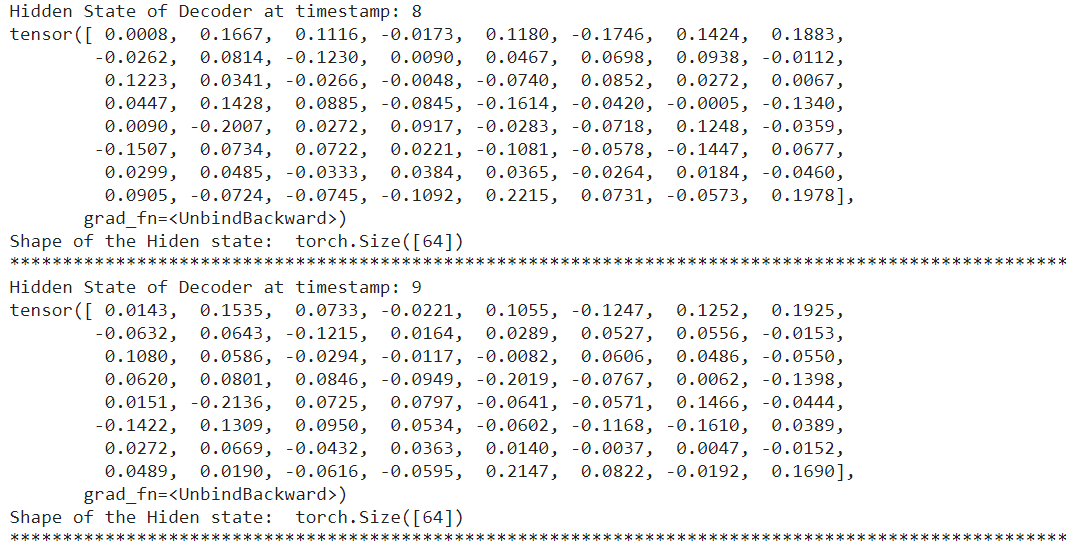 Hidden State of Decoder at timestamp: 8
tensor([ 0.0008,  0.1667,  0.1116, -0.0173,  0.1180, -0.1746,  0.1424,  0.1883,
        -0.0262,  0.0814, -0.1230,  0.0090,  0.0467,  0.0698,  0.0938, -0.0112,
         0.1223,  0.0341, -0.0266, -0.0048, -0.0740,  0.0852,  0.0272,  0.0067,
         0.0447,  0.1428,  0.0885, -0.0845, -0.1614, -0.0420, -0.0005, -0.1340,
         0.0090, -0.2007,  0.0272,  0.0917, -0.0283, -0.0718,  0.1248, -0.0359,
        -0.1507,  0.0734,  0.0722,  0.0221, -0.1081, -0.0578, -0.1447,  0.0677,
         0.0299,  0.0485, -0.0333,  0.0384,  0.0365, -0.0264,  0.0184, -0.0460,
         0.0905, -0.0724, -0.0745, -0.1092,  0.2215,  0.0731, -0.0573,  0.1978],
       grad_fn=<UnbindBackward>)
Shape of the Hiden state:  torch.Size([64])
****************************************************************************************************
Hidden State of Decoder at timestamp: 9
tensor([ 0.0143,  0.1535,  0.0733, -0.0221,  0.1055, -0.1247,  0.1252,  0.1925,
        -0.0632,  0.0643, -0.1215,  0.0164,  0.0289,  0.0527,  0.0556, -0.0153,
         0.1080,  0.0586, -0.0294, -0.0117, -0.0082,  0.0606,  0.0486, -0.0550,
         0.0620,  0.0801,  0.0846, -0.0949, -0.2019, -0.0767,  0.0062, -0.1398,
         0.0151, -0.2136,  0.0725,  0.0797, -0.0641, -0.0571,  0.1466, -0.0444,
        -0.1422,  0.1309,  0.0950,  0.0534, -0.0602, -0.1168, -0.1610,  0.0389,
         0.0272,  0.0669, -0.0432,  0.0363,  0.0140, -0.0037,  0.0047, -0.0152,
         0.0489,  0.0190, -0.0616, -0.0595,  0.2147,  0.0822, -0.0192,  0.1690],
       grad_fn=<UnbindBackward>)
Shape of the Hiden state:  torch.Size([64])
****************************************************************************************************